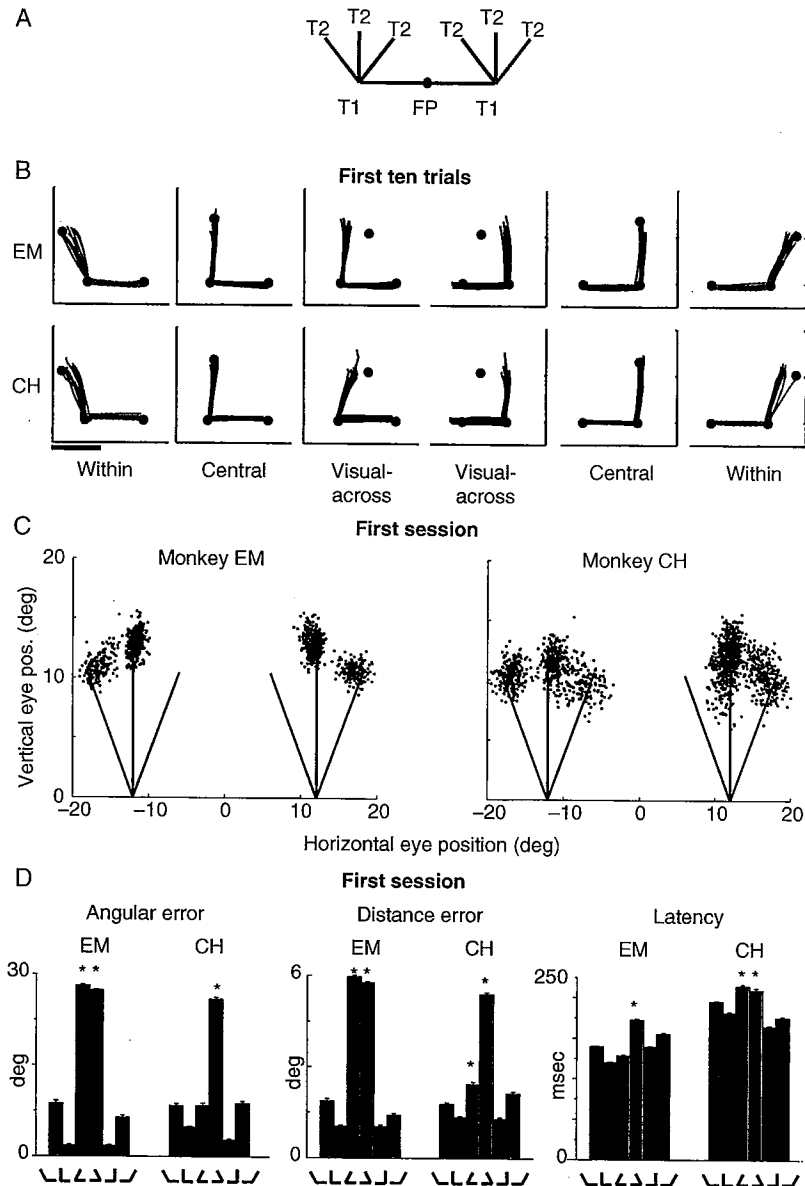 A
T2 T2 T2 T2 T2 T2
T1 FP T1
B
First ten trials
EM
CH
Within Central Visual-across Visual-across Central Within
C
First session
Monkey EM Monkey CH
Vertical eye pos. (deg)
20
10
0
−20 −10 0 10 20 −20 −10 0 10 20
Horizontal eye position (deg)
D
First session
Angular error Distance error Latency
EM CH EM CH EM CH
* * * * * * * * * *
30
deg
0
6
deg
0
250
msec
0